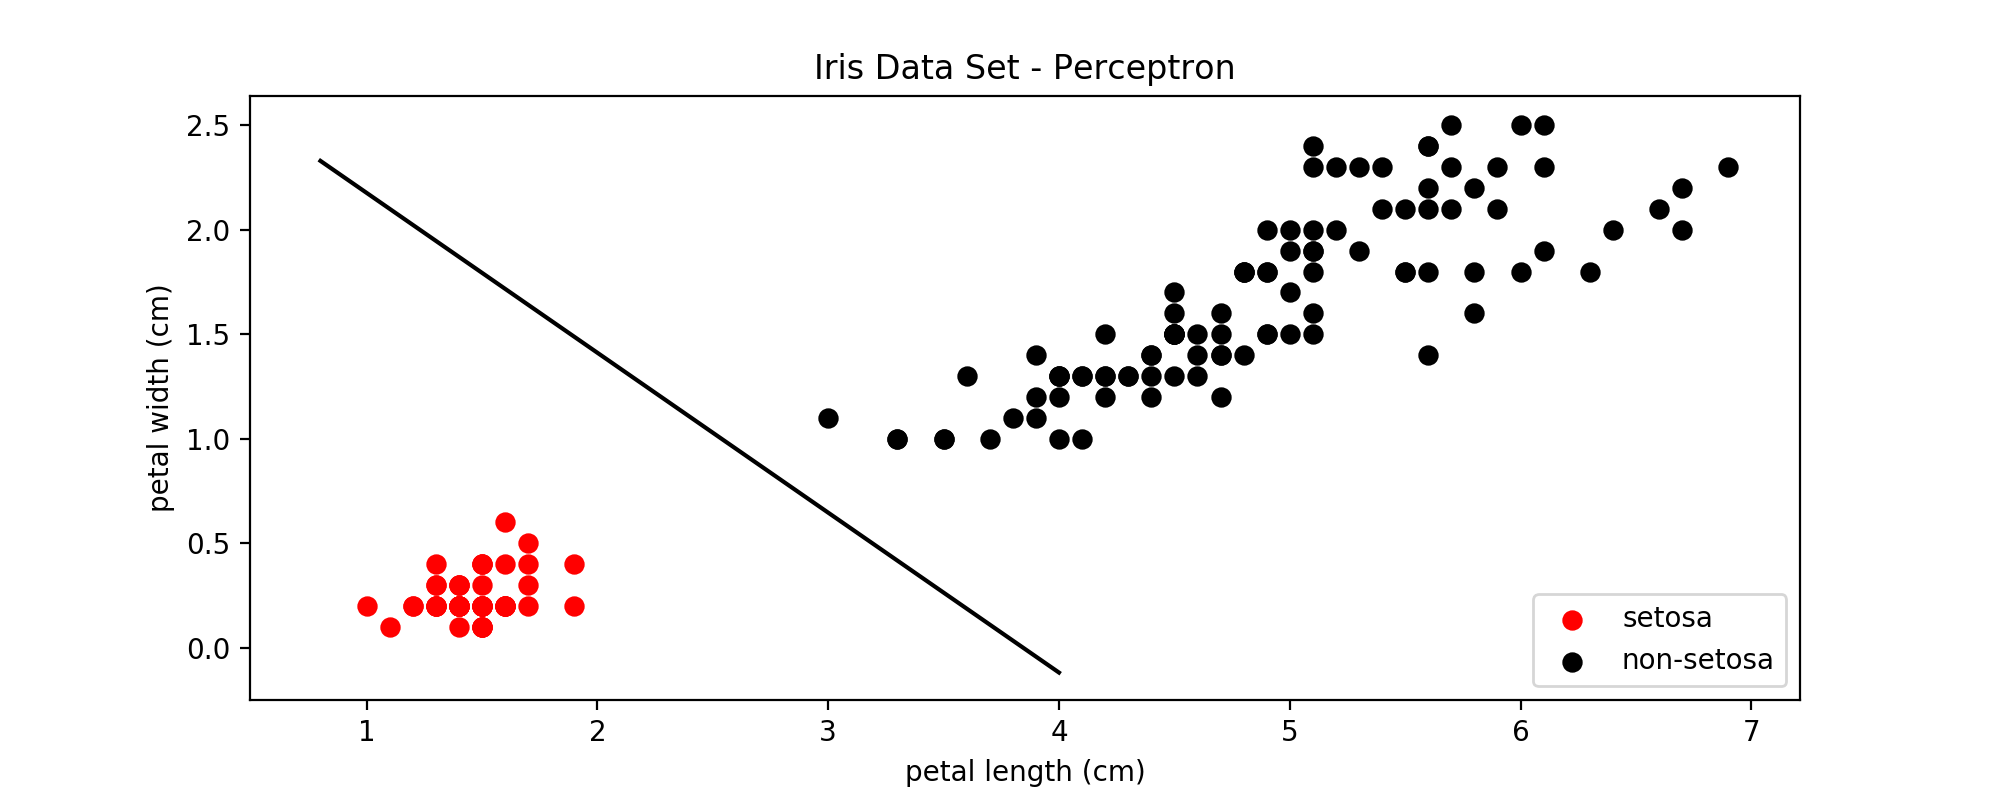 Iris Data Set - Perceptron
2.5
2.0
1.5
1.0
0.5
0.0
petal width (cm)
1 2 3 4 5 6 7
petal length (cm)
setosa
non-setosa